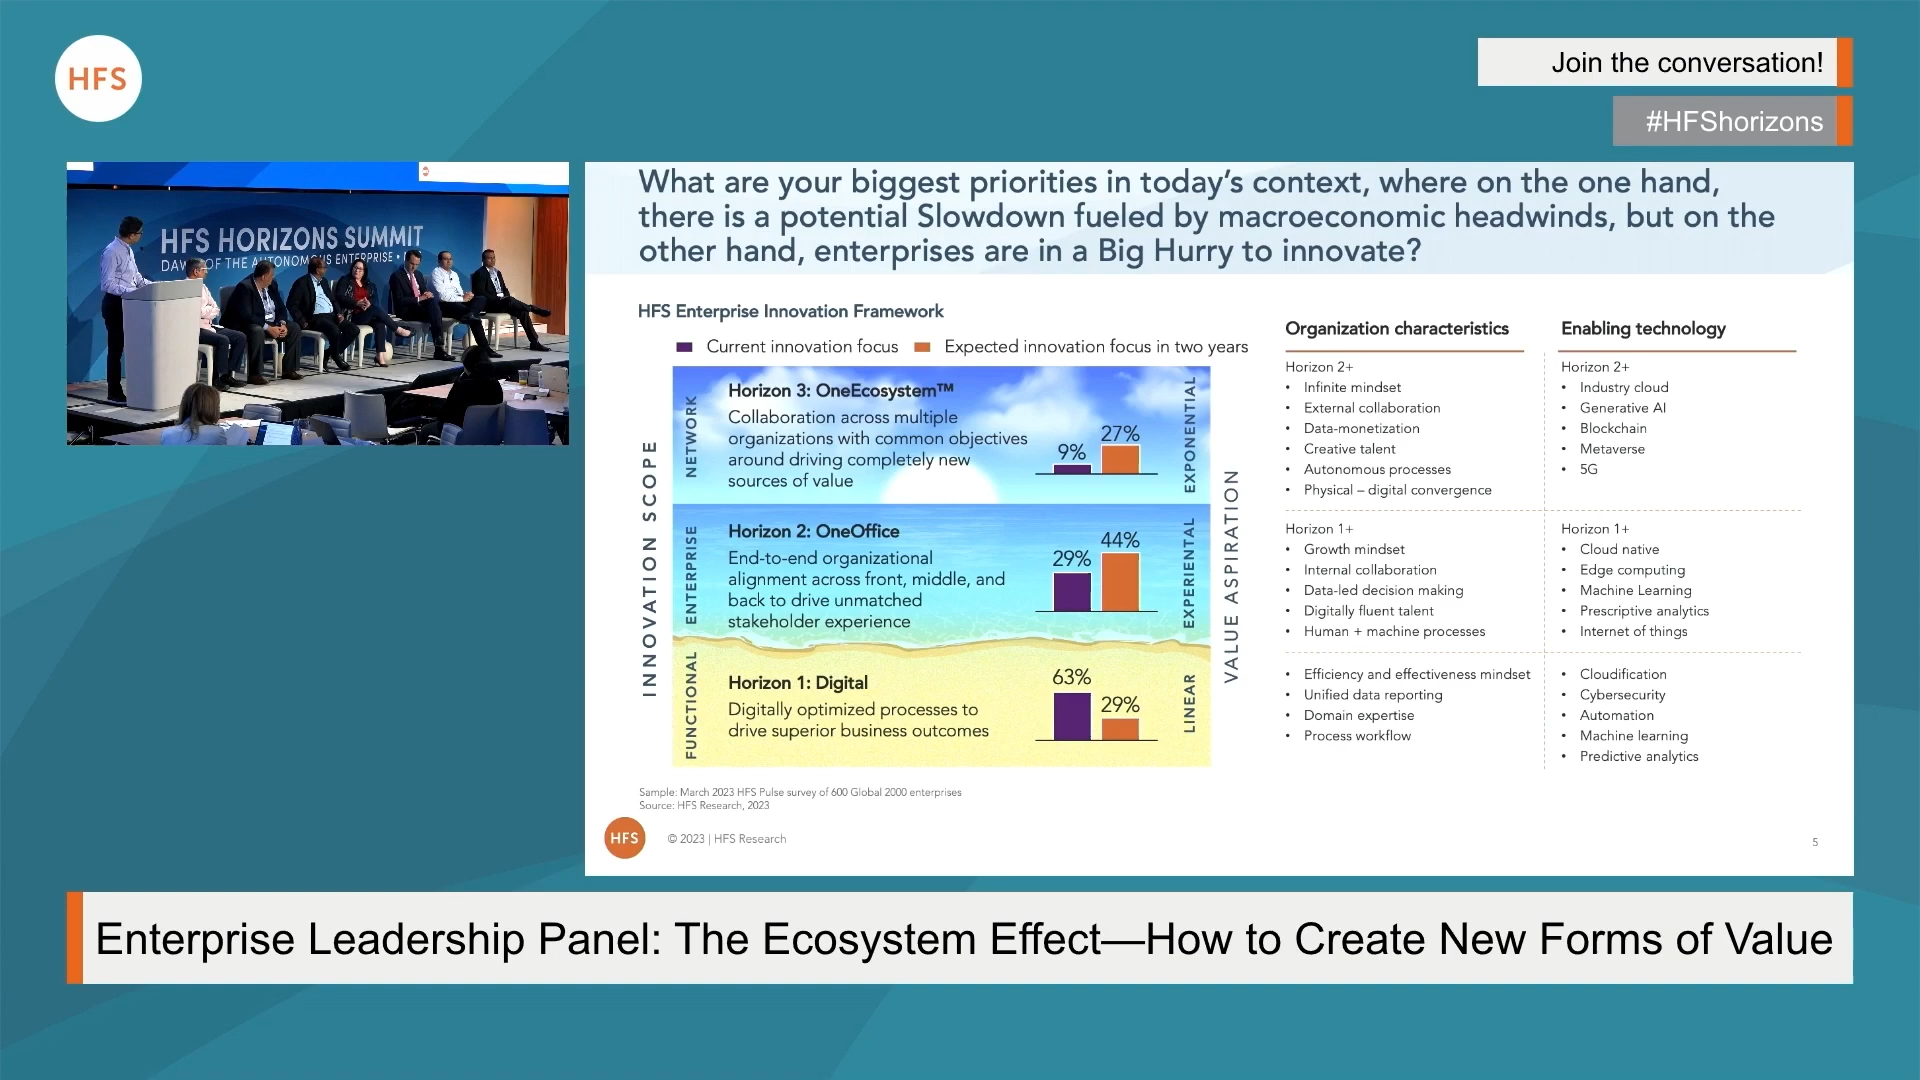 HFS
Join the conversation!
#HFShorizons
HFS HORIZONS SUMMIT
OF THE AUTONOMOUS ENTERPRISE •
What are your biggest priorities in today's context, where on the one hand,
there is a potential Slowdown fueled by macroeconomic headwinds, but on the
other hand, enterprises are in a Big Hurry to innovate?
HFS Enterprise Innovation Framework
Current innovation focus
Expected innovation focus in two years
INNOVATION SCOPE
NETWORK
Horizon 3: OneEcosystem™
Collaboration across multiple
organizations with common objectives
around driving completely new
sources of value
9%
27%
EXPONENTIAL
ENTERPRISE
Horizon 2: OneOffice
End-to-end organizational
alignment across front, middle, and
back to drive unmatched
stakeholder experience
29%
44%
EXPERIENTIAL
FUNCTIONAL
Horizon 1: Digital
Digitally optimized processes to
drive superior business outcomes
63%
29%
LINEAR
VALUE ASPIRATION
Organization characteristics
Horizon 2+
• Infinite mindset
• External collaboration
• Data-monetization
• Creative talent
• Autonomous processes
• Physical – digital convergence
Horizon 1+
• Growth mindset
• Internal collaboration
• Data-led decision making
• Digitally fluent talent
• Human + machine processes
• Efficiency and effectiveness mindset
• Unified data reporting
• Domain expertise
• Process workflow
Enabling technology
Horizon 2+
• Industry cloud
• Generative AI
• Blockchain
• Metaverse
• 5G
Horizon 1+
• Cloud native
• Edge computing
• Machine Learning
• Prescriptive analytics
• Internet of things
• Cloudification
• Cybersecurity
• Automation
• Machine learning
• Predictive analytics
Sample: March 2023 HFS Pulse survey of 600 Global 2000 enterprises
Source: HFS Research, 2023
HFS
© 2023 | HFS Research
5
Enterprise Leadership Panel: The Ecosystem Effect—How to Create New Forms of Value